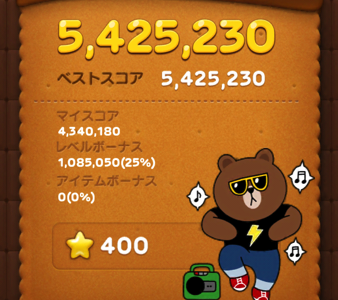 5,425,230
ベストスコア 5,425,230
マイスコア
4,340,180
レベルボーナス
1,085,050(25%)
アイテムボーナス
0(0%)
400